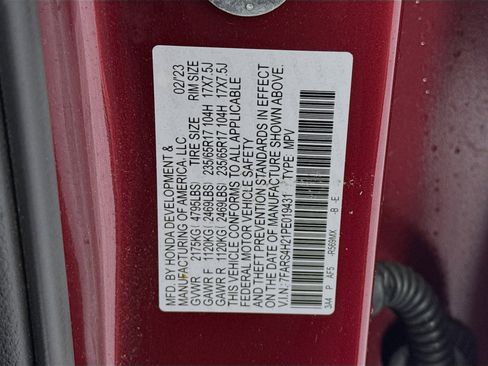 MFD. BY HONDA DEVELOPMENT &
MANUFACTURING OF AMERICA, LLC 02/'23
GVWR 2175KG( 4795LBS) TIRE SIZE RIM SIZE
GAWR F 1120KG( 2469LBS) 235/65R17 104H 17X7.5J
GAWR R 1120KG( 2469LBS) 235/65R17 104H 17X7.5J
THIS VEHICLE CONFORMS TO ALL APPLICABLE
FEDERAL MOTOR VEHICLE SAFETY
AND THEFT PREVENTION STANDARDS IN EFFECT
ON THE DATE OF MANUFACTURE SHOWN ABOVE.
V.I.N.: 7FARS4H21PE019431 TYPE: MPV
3A4 P AF5 -R569MX B -E